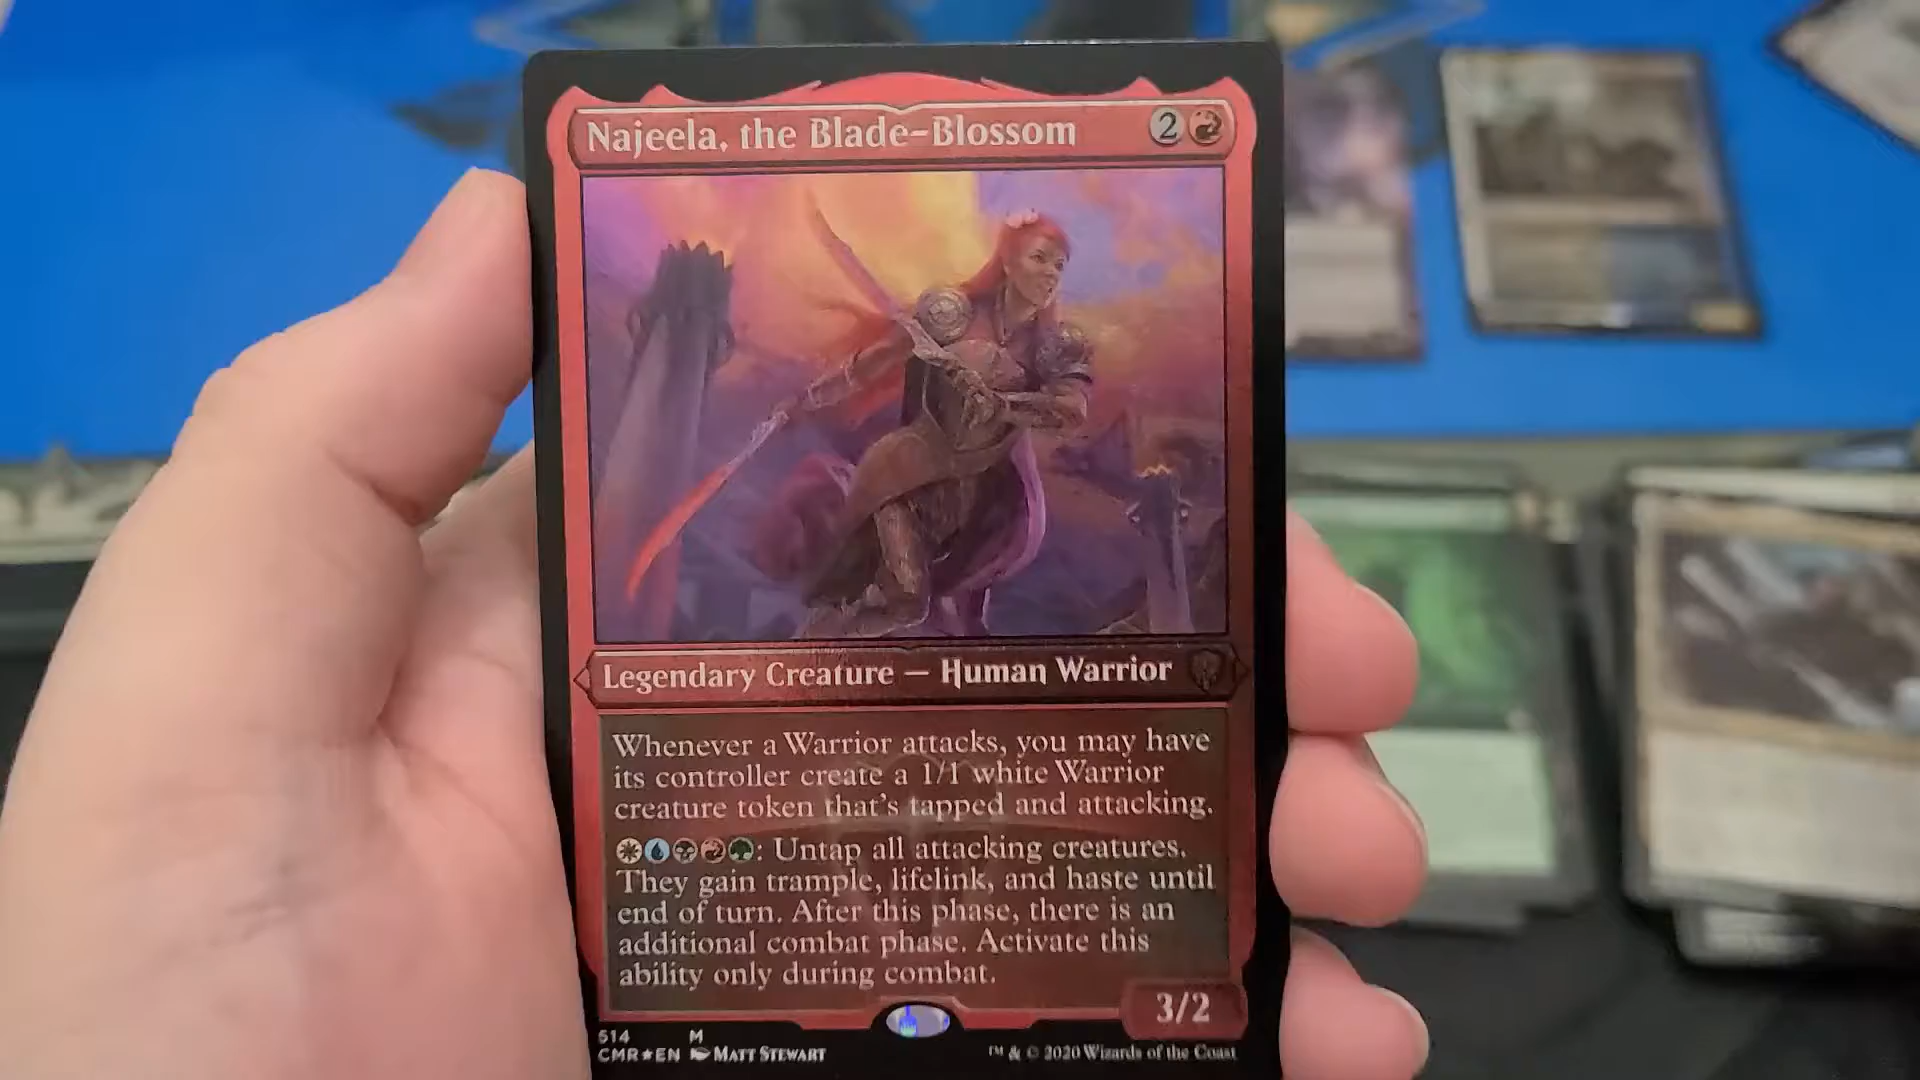 Najeela, the Blade-Blossom 2
Legendary Creature — Human Warrior
Whenever a Warrior attacks, you may have
its controller create a 1/1 white Warrior
creature token that's tapped and attacking.
: Untap all attacking creatures.
They gain trample, lifelink, and haste until
end of turn. After this phase, there is an
additional combat phase. Activate this
ability only during combat.
3/2
514 M
CMR★EN MATT STEWART
™ & © 2020 Wizards of the Coast